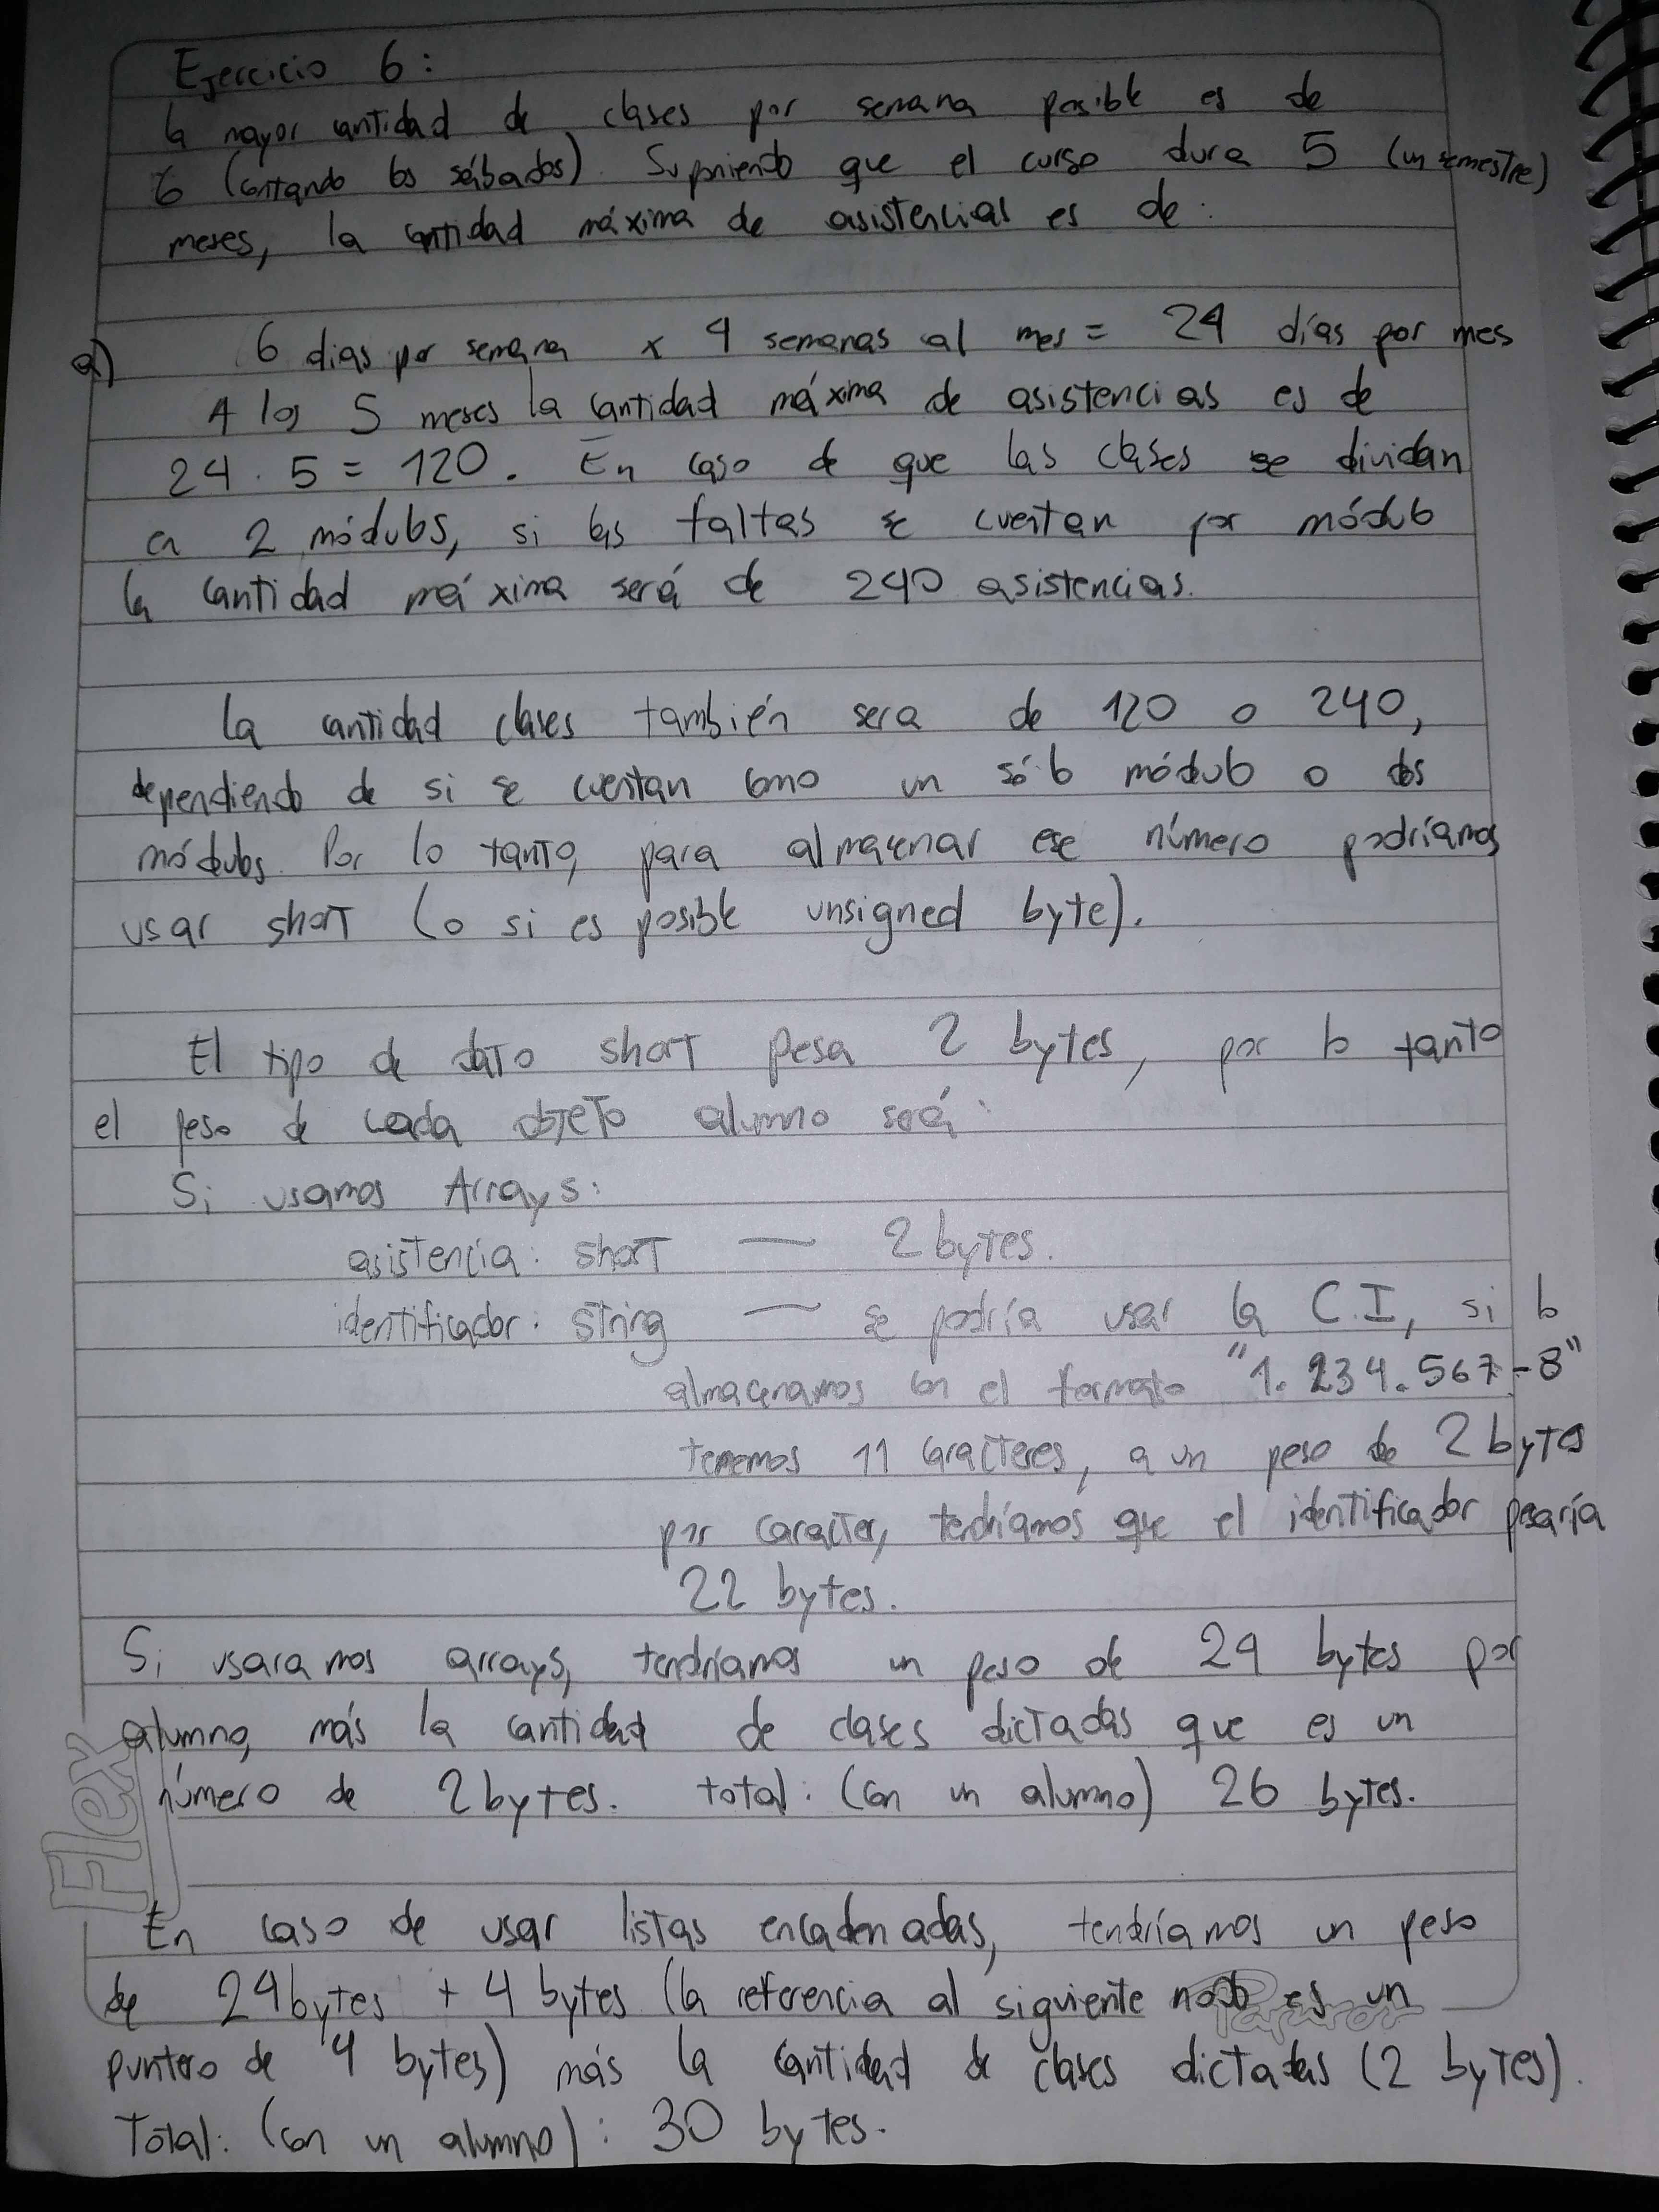 Ejercicio 6:
la mayor cantidad de clases por semana posible es de
6 (contando los sábados). Suponiendo que el curso dura 5 (un semestre)
meses, la cantidad máxima de asistencias es de:
a) 6 días por semana x 4 semanas al mes = 24 días por mes
A los 5 meses la cantidad máxima de asistencias es de
24 . 5 = 120. En caso de que las clases se dividan
en 2 módulos, si las faltas se cuentan por módulo
la cantidad máxima será de 240 asistencias.
la cantidad clases también sera de 120 o 240,
dependiendo de si se cuentan como un sólo módulo o dos
módulos. Por lo tanto, para almacenar ese número podríamos
usar short (o si es posible unsigned byte).
El tipo de dato short pesa 2 bytes, por lo tanto
el peso de cada objeto alumno será:
Si usamos Arrays:
asistencia: short — 2 bytes.
identificador: string — se podría usar la C.I, si lo
almacenamos con el formato "1.234.567-8"
tenemos 11 caracteres, a un peso de 2 bytes
por caracter, tendríamos que el identificador pesaría
22 bytes.
Si usaramos arrays, tendríamos un peso de 24 bytes por
alumno, más la cantidad de clases dictadas que es un
número de 2 bytes. total: (con un alumno) 26 bytes.
Flex
En caso de usar listas encadenadas, tendríamos un peso
de 24 bytes + 4 bytes (la referencia al siguiente nodo es un
Papiros
puntero de 4 bytes) más la cantidad de clases dictadas (2 bytes).
Total: (con un alumno): 30 bytes.